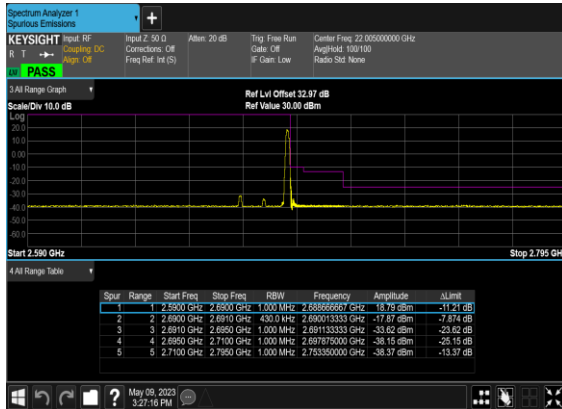 Spectrum Analyzer 1
Spurious Emissions
KEYSIGHT Input: RF Input Z: 50 Ω Atten: 20 dB Trig: Free Run Center Freq: 22.005000000 GHz
R T Coupling: DC Corrections: Off Gate: Off Avg|Hold: 100/100
Align: Off Freq Ref: Int (S) IF Gain: Low Radio Std: None
PASS
3 All Range Graph
Ref Lvl Offset 32.97 dB
Scale/Div 10.0 dB Ref Value 30.00 dBm
Log
20.0
10.0
0.00
-10.0
-20.0
-30.0
-40.0
-50.0
-60.0
Start 2.590 GHz Stop 2.795 GH
4 All Range Table
Spur Range Start Freq Stop Freq RBW Frequency Amplitude ΔLimit
1 1 2.5900 GHz 2.6900 GHz 1.000 MHz 2.688666667 GHz 18.79 dBm -11.21 dB
2 2 2.6900 GHz 2.6910 GHz 430.0 kHz 2.690013333 GHz -17.87 dBm -7.874 dB
3 3 2.6910 GHz 2.6950 GHz 1.000 MHz 2.691133333 GHz -33.62 dBm -23.62 dB
4 4 2.6950 GHz 2.7100 GHz 1.000 MHz 2.697875000 GHz -38.15 dBm -25.15 dB
5 5 2.7100 GHz 2.7950 GHz 1.000 MHz 2.753350000 GHz -38.37 dBm -13.37 dB
? May 09, 2023
3:27:16 PM